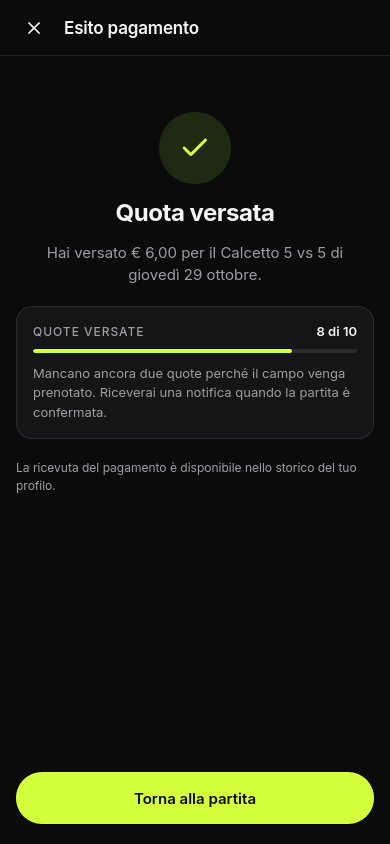 Esito pagamento
Quota versata
Hai versato € 6,00 per il Calcetto 5 vs 5 di
giovedì 29 ottobre.
QUOTE VERSATE 8 di 10
Mancano ancora due quote perché il campo venga
prenotato. Riceverai una notifica quando la partita è
confermata.
La ricevuta del pagamento è disponibile nello storico del tuo
profilo.
Torna alla partita